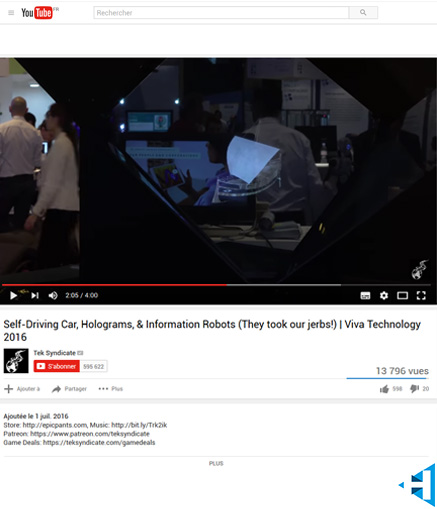 YouTube FR
Rechercher
2:05 / 4:00
Self-Driving Car, Holograms, & Information Robots (They took our jerbs!) | Viva Technology
2016
Tek Syndicate
S'abonner 595 622
13 796 vues
Ajouter à Partager Plus 598 20
Ajoutée le 1 juil. 2016
Store: http://epicpants.com, Music: http://bit.ly/Trk2ik
Patreon: https://www.patreon.com/teksyndicate
Game Deals: https://teksyndicate.com/gamedeals
PLUS